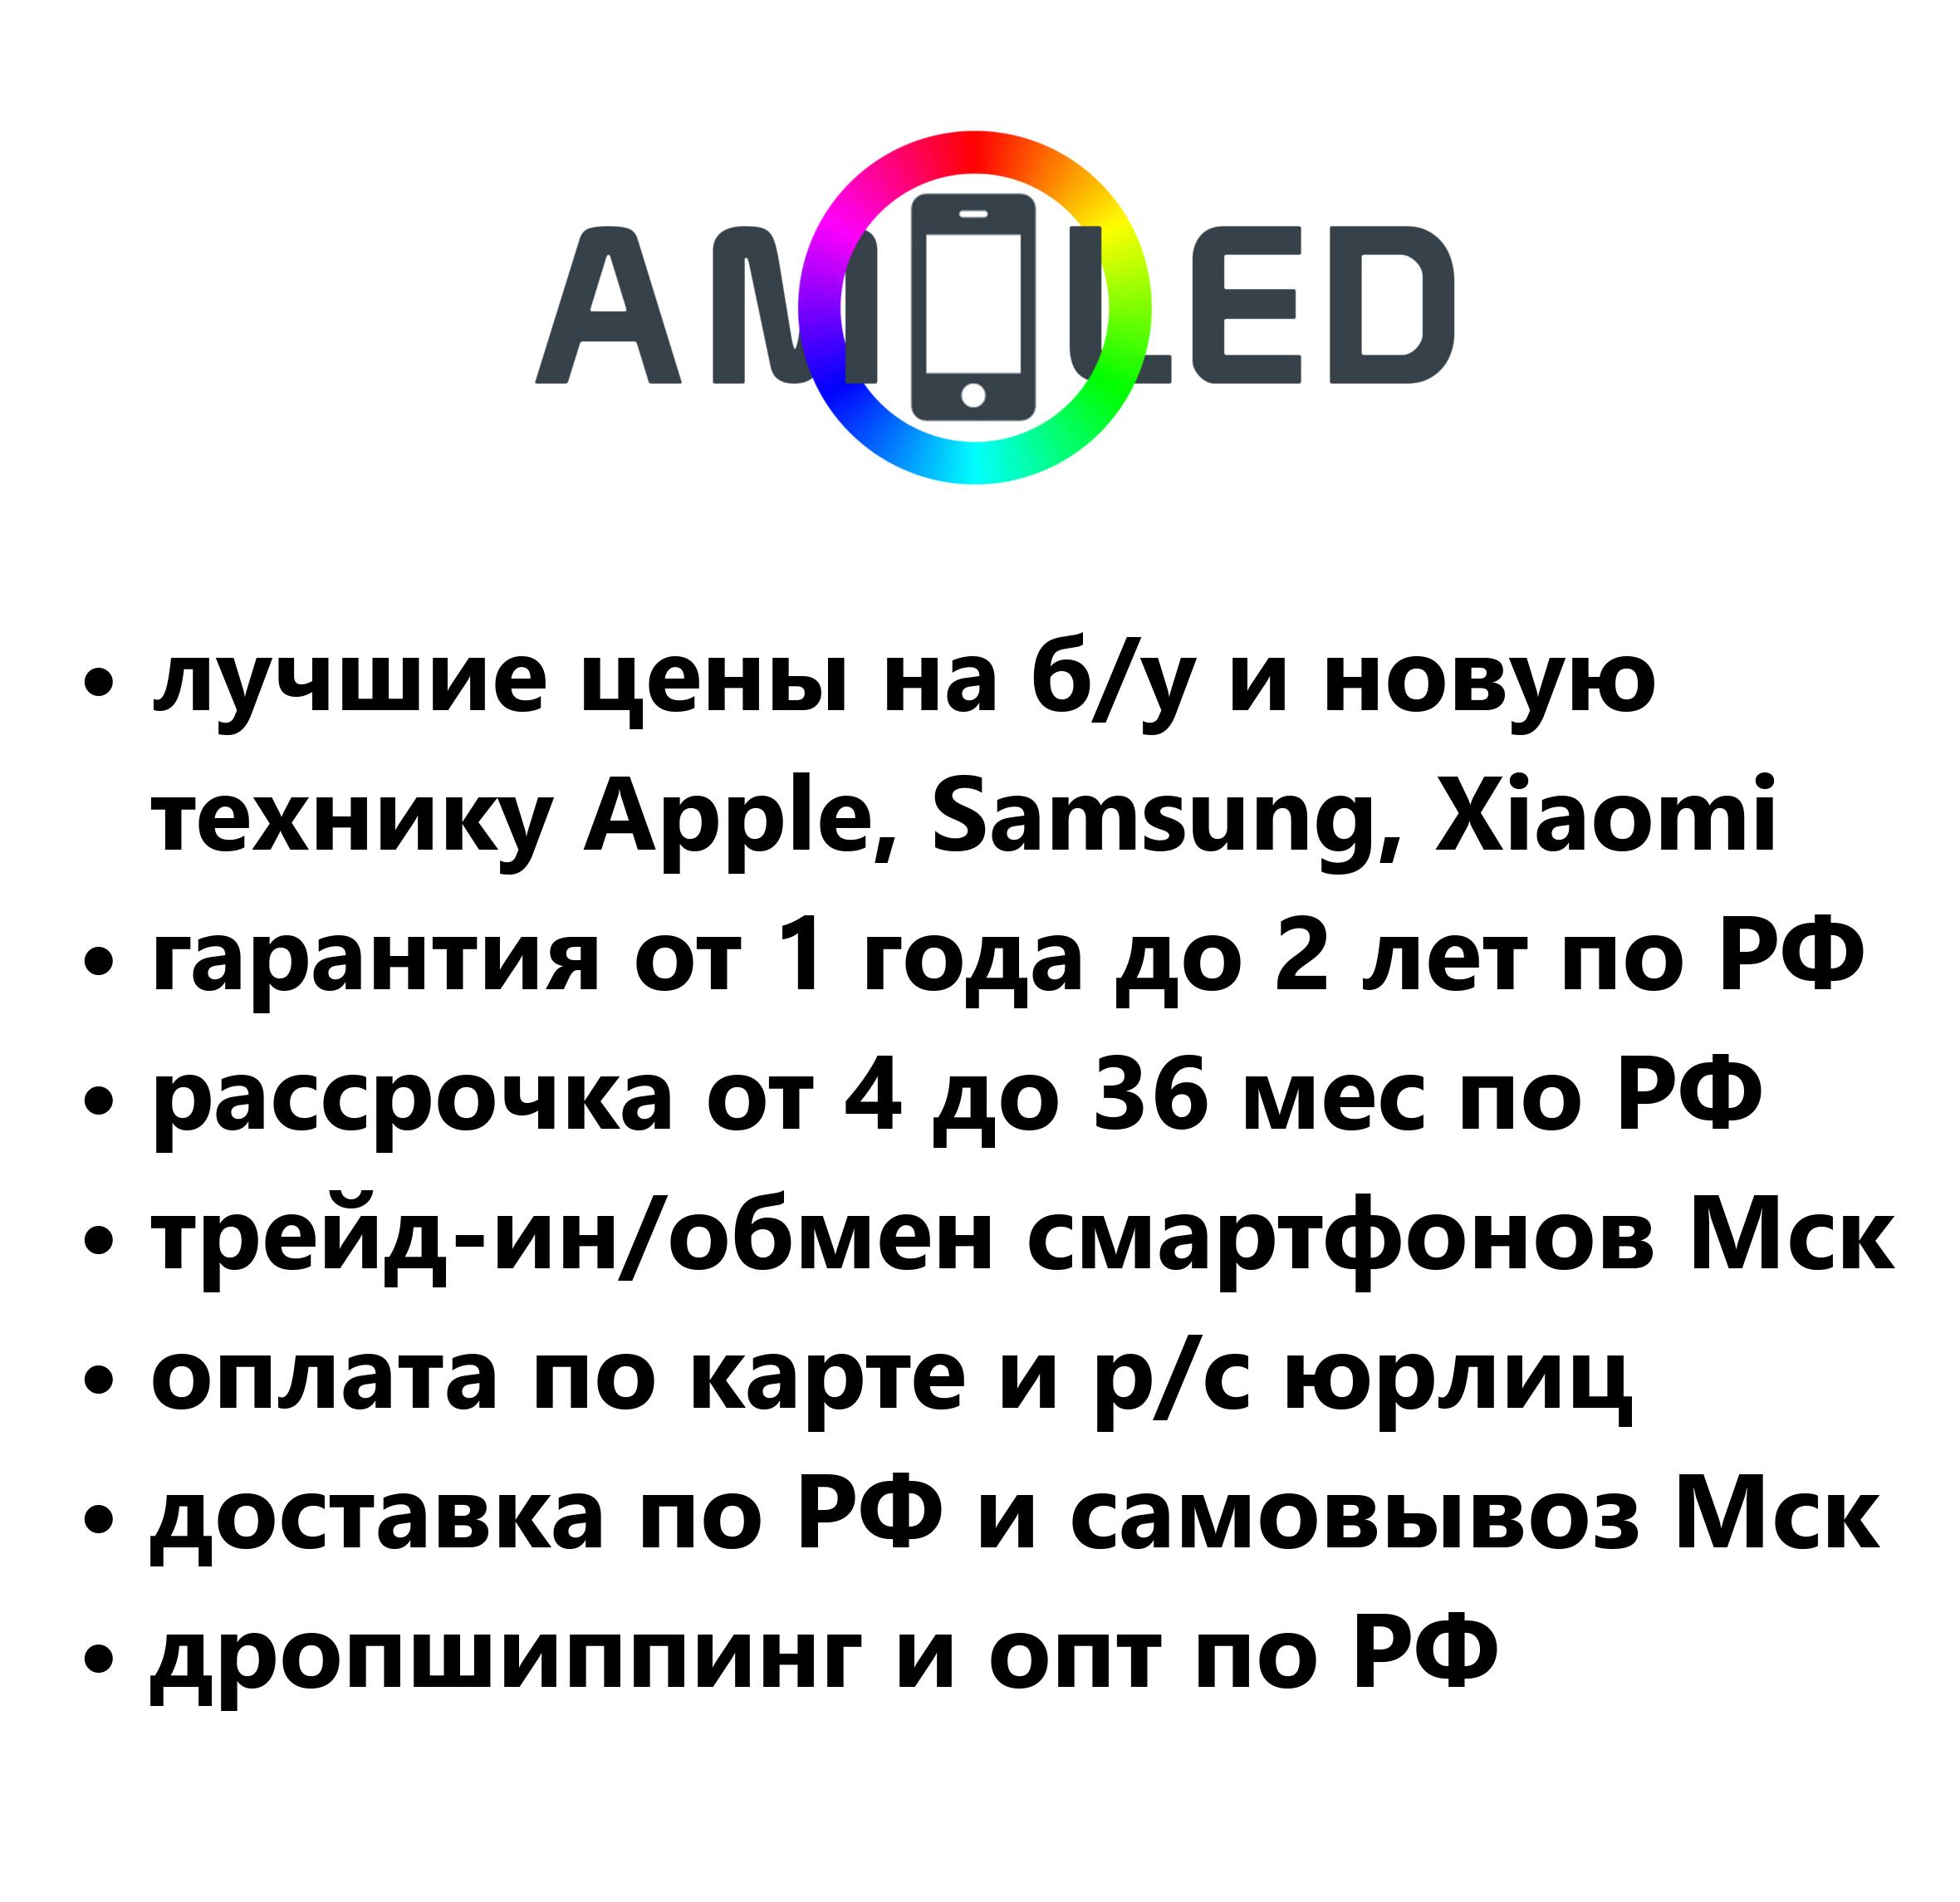 AMOLED
• лучшие цены на б/у и новую
технику Apple, Samsung, Xiaomi
• гарантия от 1 года до 2 лет по РФ
• рассрочка от 4 до 36 мес по РФ
• трейд-ин/обмен смартфонов Мск
• оплата по карте и р/с юрлиц
• доставка по РФ и самовывоз Мск
• дропшиппинг и опт по РФ